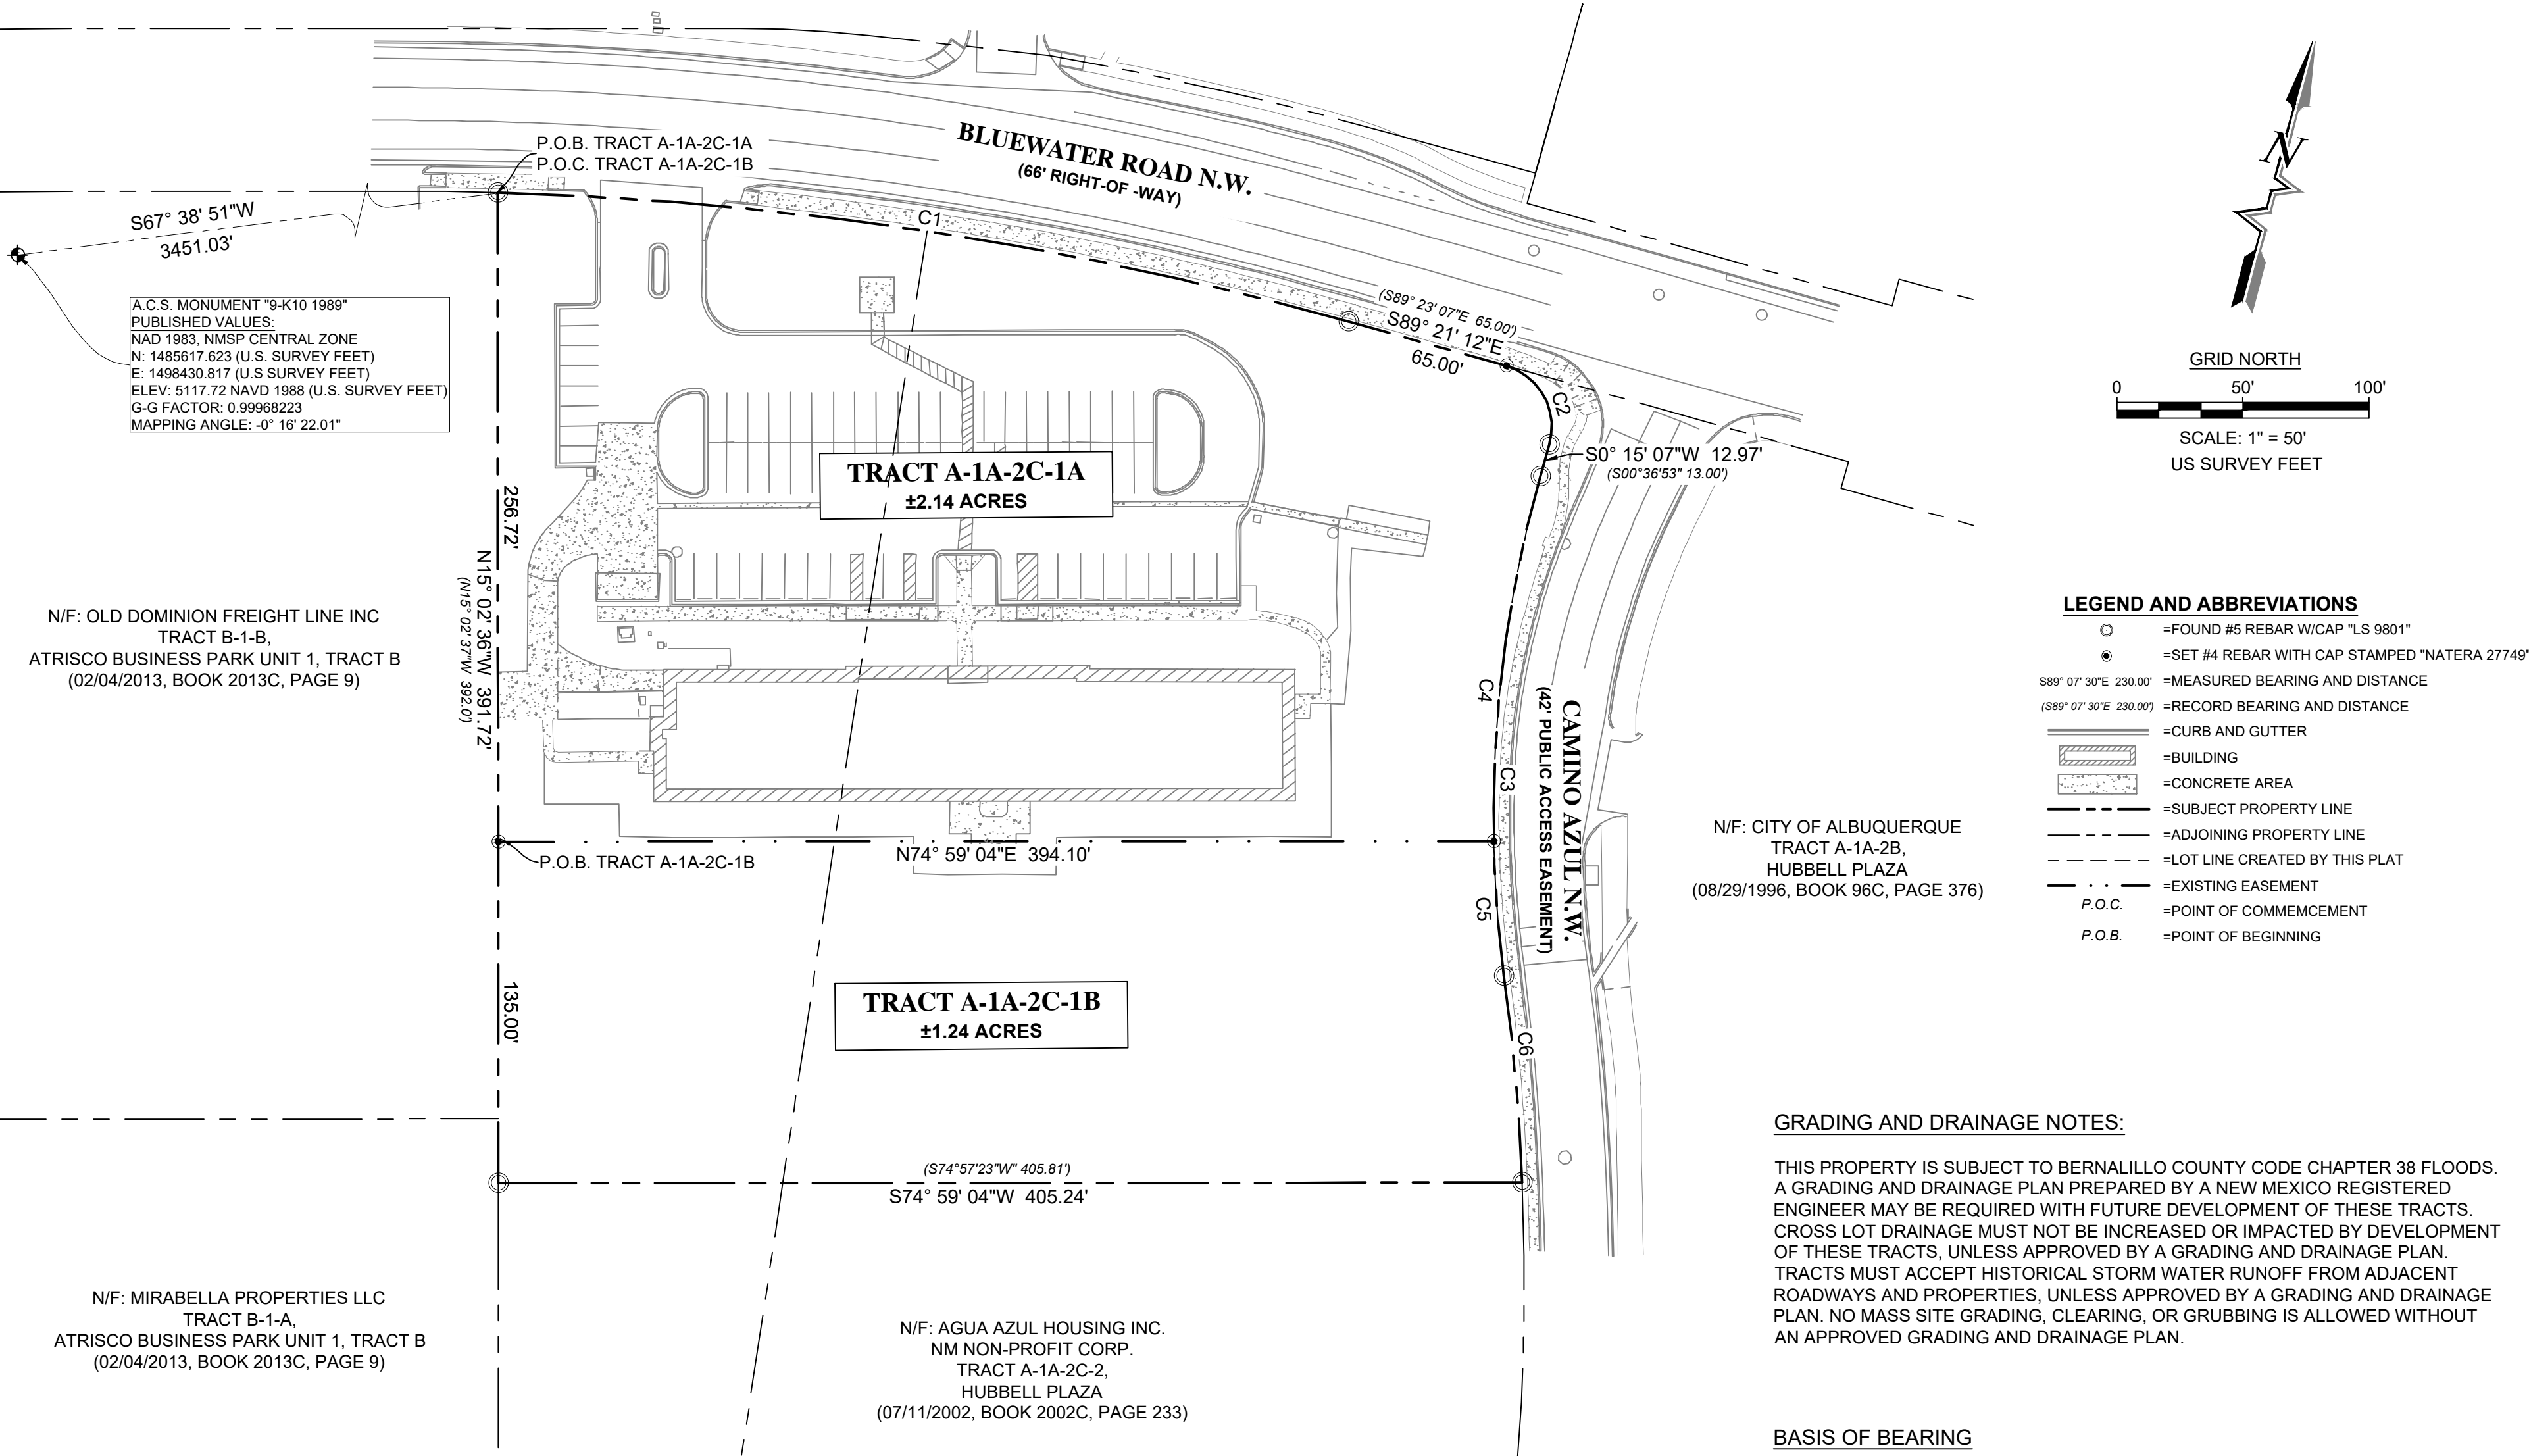 P.O.B. TRACT A-1A-2C-1A
P.O.C. TRACT A-1A-2C-1B
BLUEWATER ROAD N.W.
(66' RIGHT-OF -WAY)
S67° 38' 51"W
3451.03'
A.C.S. MONUMENT "9-K10 1989"
PUBLISHED VALUES:
NAD 1983, NMSP CENTRAL ZONE
N: 1485617.623 (U.S. SURVEY FEET)
E: 1498430.817 (U.S SURVEY FEET)
ELEV: 5117.72 NAVD 1988 (U.S. SURVEY FEET)
G-G FACTOR: 0.99968223
MAPPING ANGLE: -0° 16' 22.01"
C1
(S89° 23' 07"E 65.00')
S89° 21' 12"E
65.00'
C2
S0° 15' 07"W 12.97'
(S00°36'53" 13.00')
N
GRID NORTH
0 50' 100'
SCALE: 1" = 50'
US SURVEY FEET
TRACT A-1A-2C-1A
±2.14 ACRES
256.72'
N15° 02' 36"W 391.72'
(N15° 02' 37"W 392.0')
N/F: OLD DOMINION FREIGHT LINE INC
TRACT B-1-B,
ATRISCO BUSINESS PARK UNIT 1, TRACT B
(02/04/2013, BOOK 2013C, PAGE 9)
C4
C3
CAMINO AZUL N.W.
(42' PUBLIC ACCESS EASEMENT)
LEGEND AND ABBREVIATIONS
=FOUND #5 REBAR W/CAP "LS 9801"
=SET #4 REBAR WITH CAP STAMPED "NATERA 27749"
S89° 07' 30"E 230.00' =MEASURED BEARING AND DISTANCE
(S89° 07' 30"E 230.00') =RECORD BEARING AND DISTANCE
=CURB AND GUTTER
=BUILDING
=CONCRETE AREA
=SUBJECT PROPERTY LINE
=ADJOINING PROPERTY LINE
=LOT LINE CREATED BY THIS PLAT
=EXISTING EASEMENT
P.O.C. =POINT OF COMMEMCEMENT
P.O.B. =POINT OF BEGINNING
N/F: CITY OF ALBUQUERQUE
TRACT A-1A-2B,
HUBBELL PLAZA
(08/29/1996, BOOK 96C, PAGE 376)
P.O.B. TRACT A-1A-2C-1B
N74° 59' 04"E 394.10'
C5
135.00'
TRACT A-1A-2C-1B
±1.24 ACRES
C6
(S74°57'23"W" 405.81')
S74° 59' 04"W 405.24'
N/F: MIRABELLA PROPERTIES LLC
TRACT B-1-A,
ATRISCO BUSINESS PARK UNIT 1, TRACT B
(02/04/2013, BOOK 2013C, PAGE 9)
N/F: AGUA AZUL HOUSING INC.
NM NON-PROFIT CORP.
TRACT A-1A-2C-2,
HUBBELL PLAZA
(07/11/2002, BOOK 2002C, PAGE 233)
GRADING AND DRAINAGE NOTES:
THIS PROPERTY IS SUBJECT TO BERNALILLO COUNTY CODE CHAPTER 38 FLOODS.
A GRADING AND DRAINAGE PLAN PREPARED BY A NEW MEXICO REGISTERED
ENGINEER MAY BE REQUIRED WITH FUTURE DEVELOPMENT OF THESE TRACTS.
CROSS LOT DRAINAGE MUST NOT BE INCREASED OR IMPACTED BY DEVELOPMENT
OF THESE TRACTS, UNLESS APPROVED BY A GRADING AND DRAINAGE PLAN.
TRACTS MUST ACCEPT HISTORICAL STORM WATER RUNOFF FROM ADJACENT
ROADWAYS AND PROPERTIES, UNLESS APPROVED BY A GRADING AND DRAINAGE
PLAN. NO MASS SITE GRADING, CLEARING, OR GRUBBING IS ALLOWED WITHOUT
AN APPROVED GRADING AND DRAINAGE PLAN.
BASIS OF BEARING